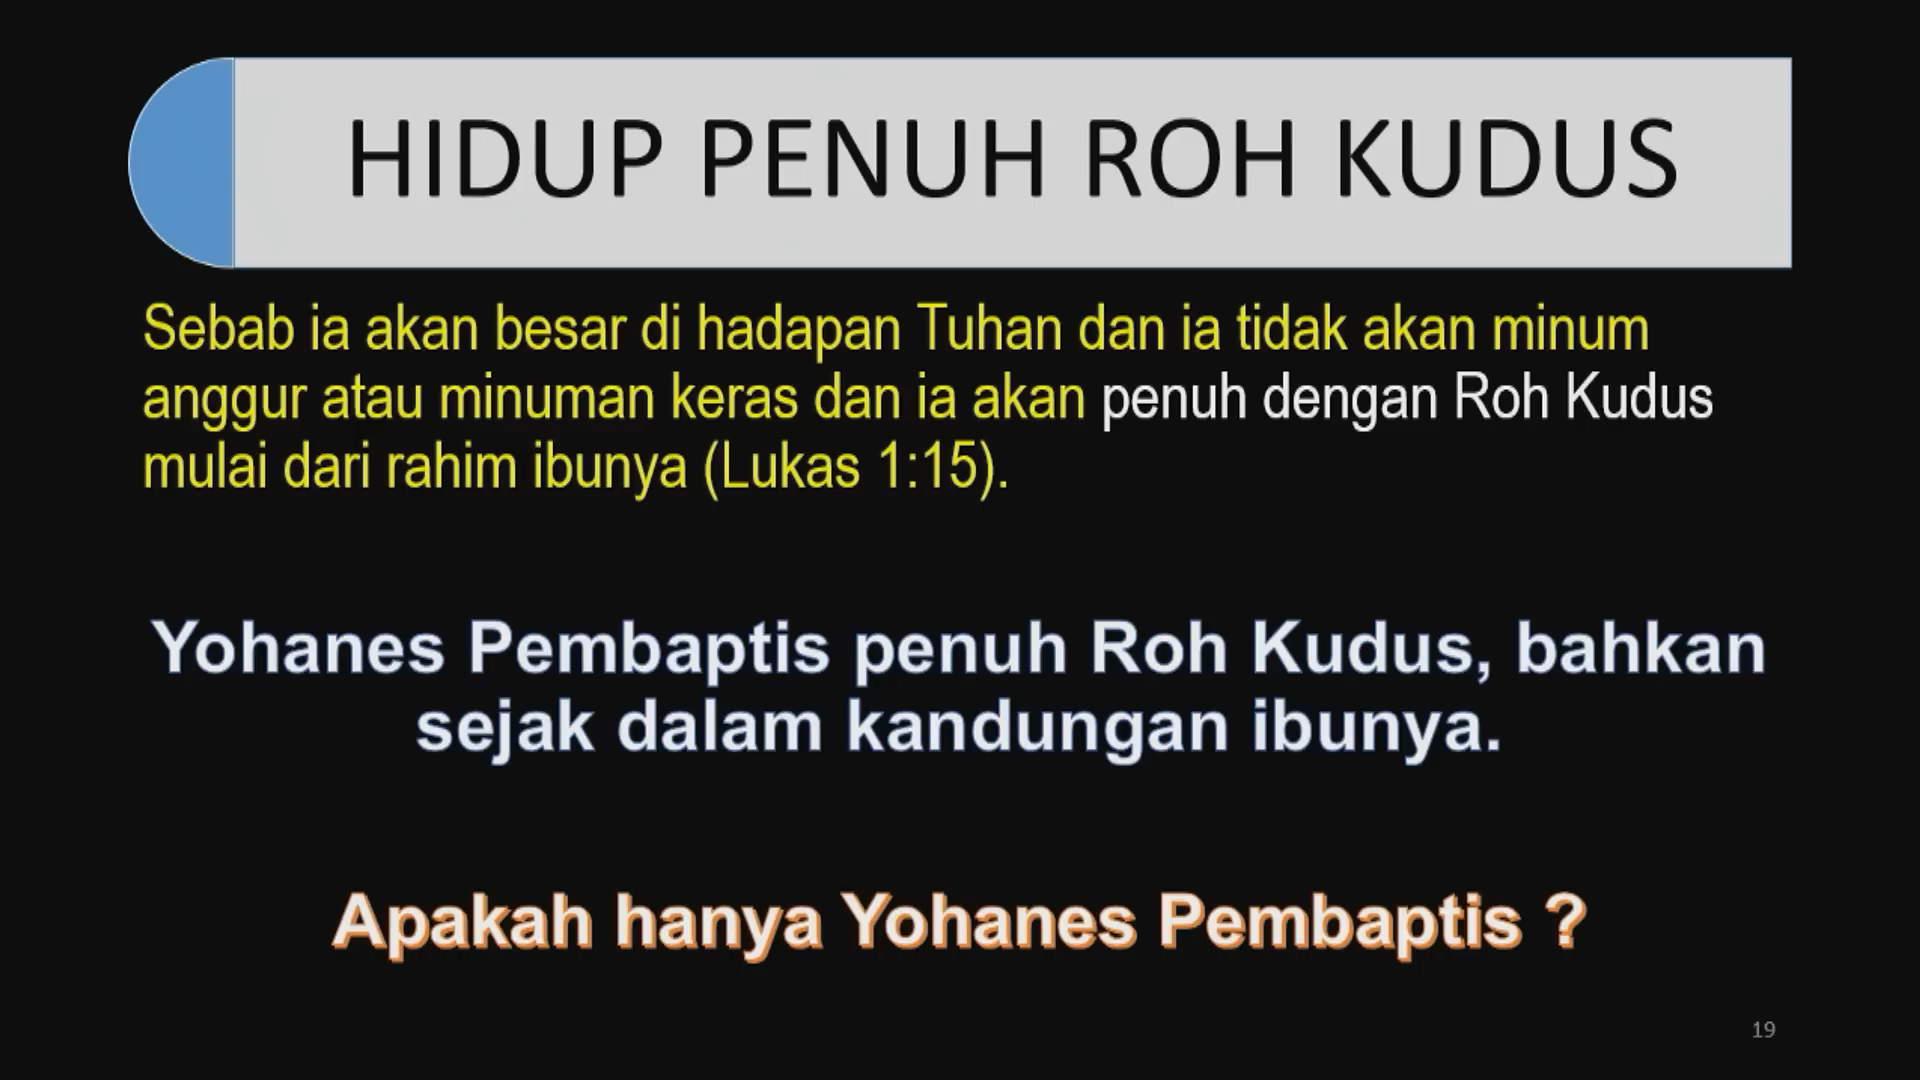 HIDUP PENUH ROH KUDUS
Sebab ia akan besar di hadapan Tuhan dan ia tidak akan minum
anggur atau minuman keras dan ia akan penuh dengan Roh Kudus
mulai dari rahim ibunya (Lukas 1:15).
Yohanes Pembaptis penuh Roh Kudus, bahkan
sejak dalam kandungan ibunya.
Apakah hanya Yohanes Pembaptis ?
19